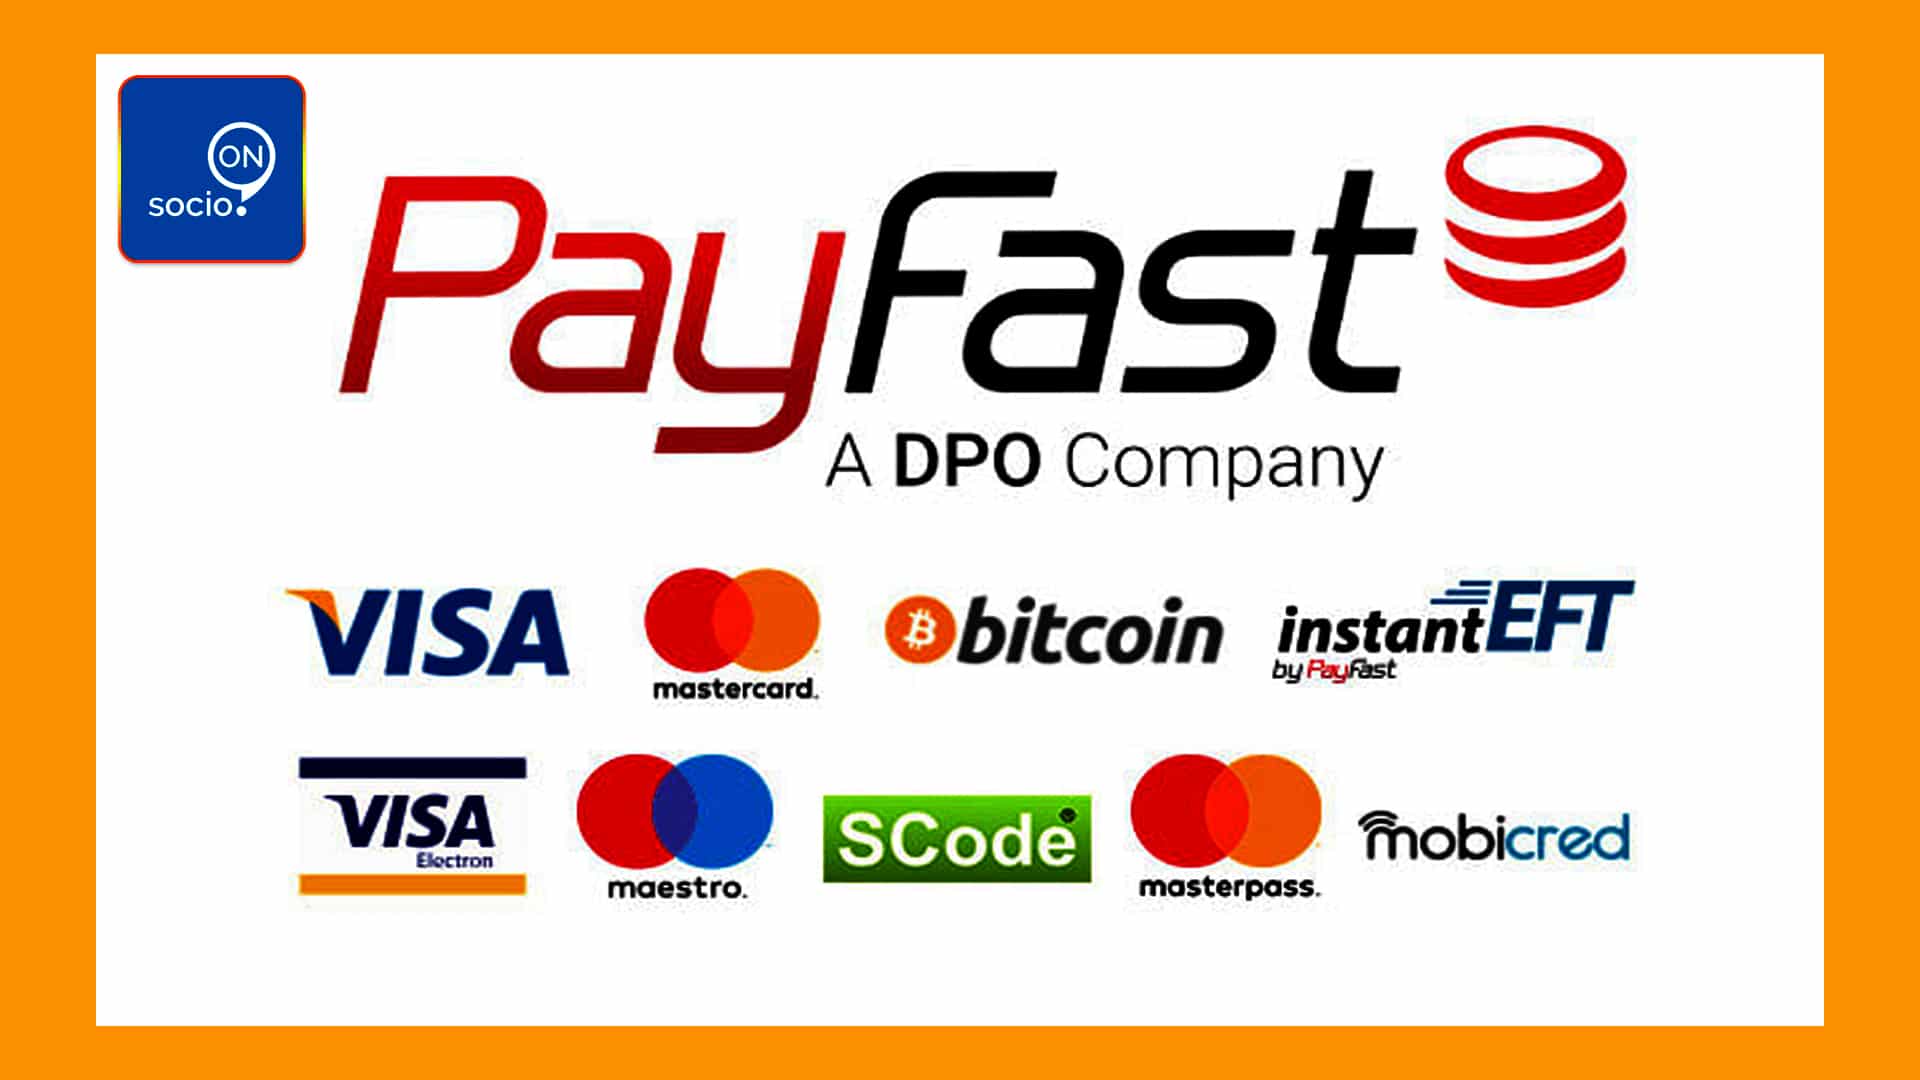 ON
socio.
PayFast
A DPO Company
VISA
mastercard.
bitcoin
instantEFT
by PayFast
VISA
Electron
maestro.
SCode
masterpass.
mobicred